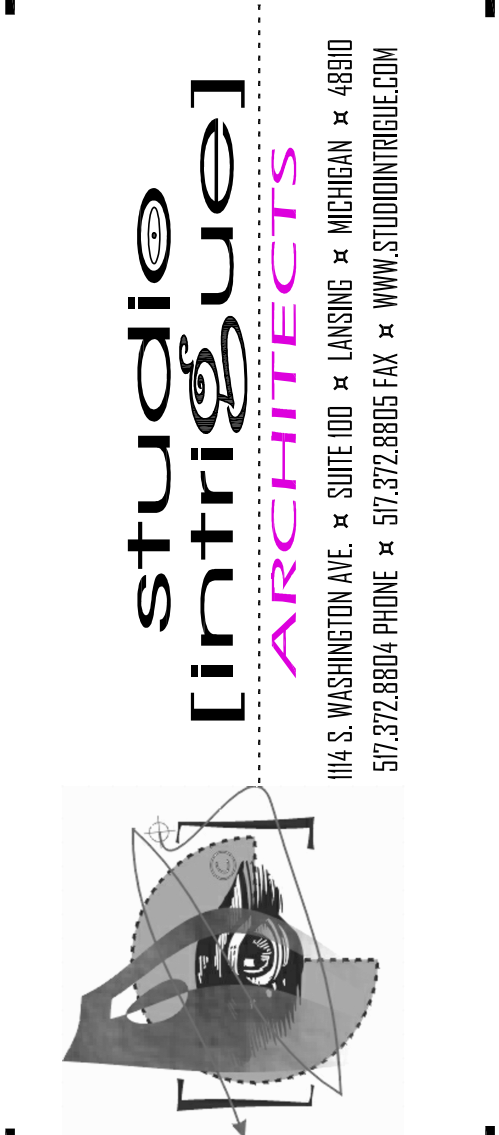 studio
[intrigue]
ARCHITECTS
1114 S. WASHINGTON AVE. ¤ SUITE 100 ¤ LANSING ¤ MICHIGAN ¤ 48910
517.372.8804 PHONE ¤ 517.372.8805 FAX ¤ WWW.STUDIOINTRIGUE.COM